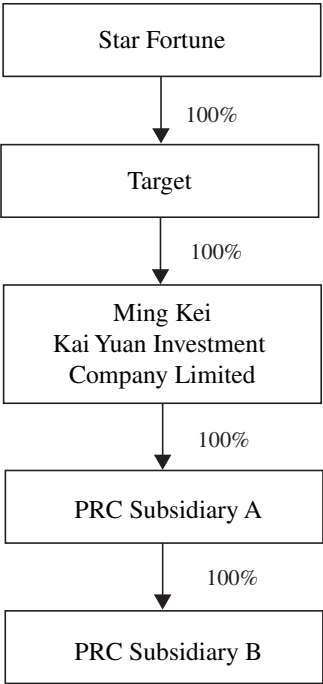 Star Fortune
100%
Target
100%
Ming Kei
Kai Yuan Investment
Company Limited
100%
PRC Subsidiary A
100%
PRC Subsidiary B